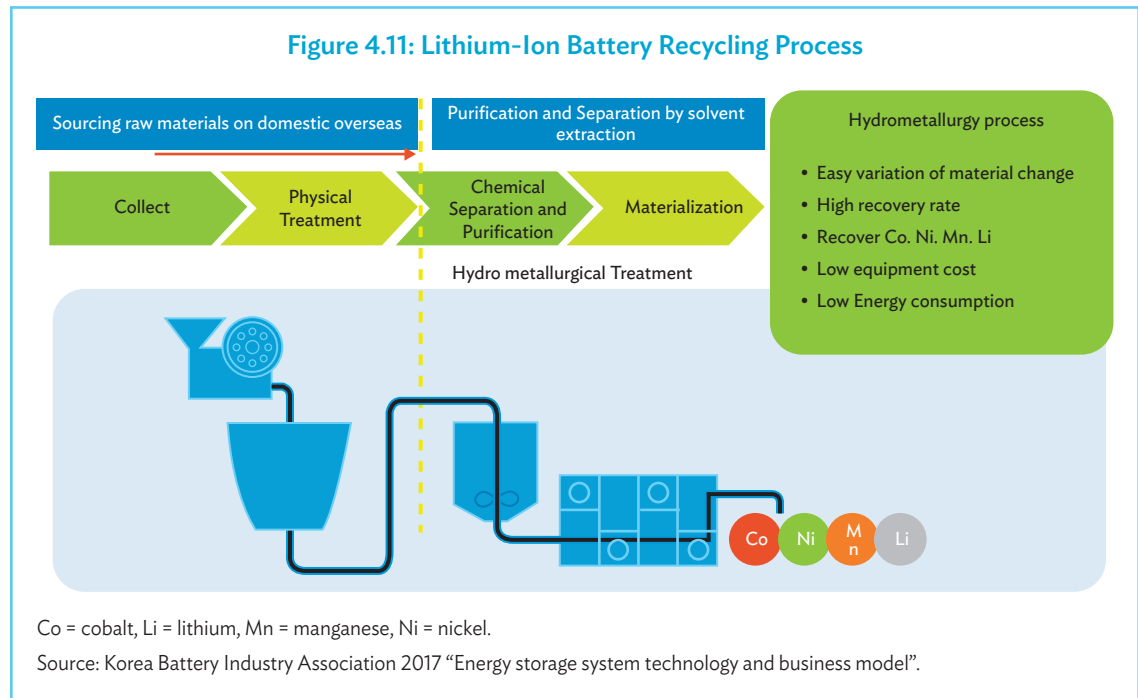 Figure 4.11: Lithium-Ion Battery Recycling Process
Sourcing raw materials on domestic overseas
Purification and Separation by solvent
extraction
Collect
Physical
Treatment
Chemical
Separation and
Purification
Materialization
Hydro metallurgical Treatment
Hydrometallurgy process
• Easy variation of material change
• High recovery rate
• Recover Co. Ni. Mn. Li
• Low equipment cost
• Low Energy consumption
Co
Ni
M
n
Li
Co = cobalt, Li = lithium, Mn = manganese, Ni = nickel.
Source: Korea Battery Industry Association 2017 “Energy storage system technology and business model”.